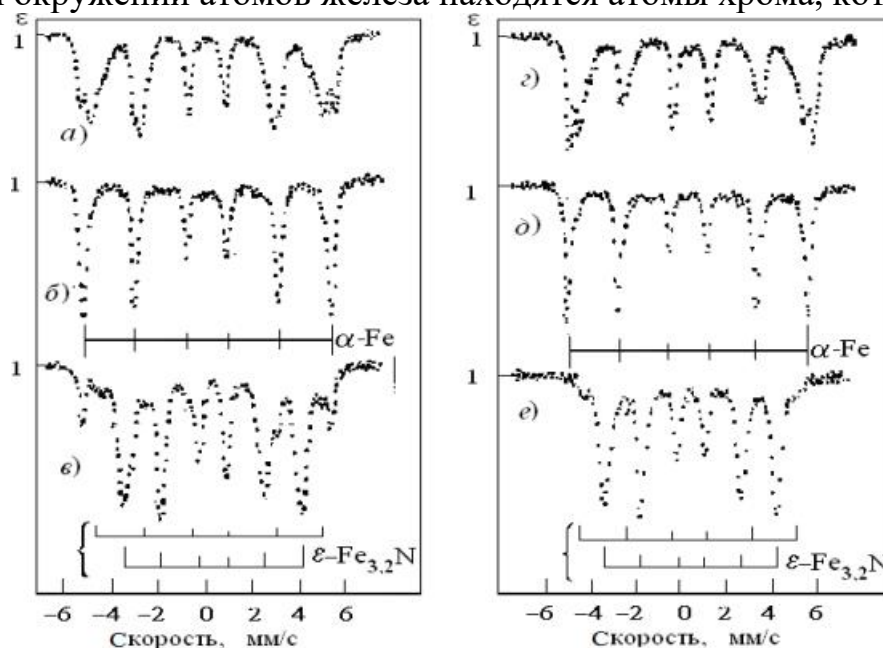 окружении атомов железа находятся атомы хрома, кот
ε
1
а)
1
б)
α-Fe
1
в)
ε–Fe3,2N
−6 −4 −2 0 2 4 6
Скорость, мм/с
ε
1
г)
1
д)
α-Fe
1
е)
ε–Fe3,2N
−6 −4 −2 0 2 4 6
Скорость, мм/с